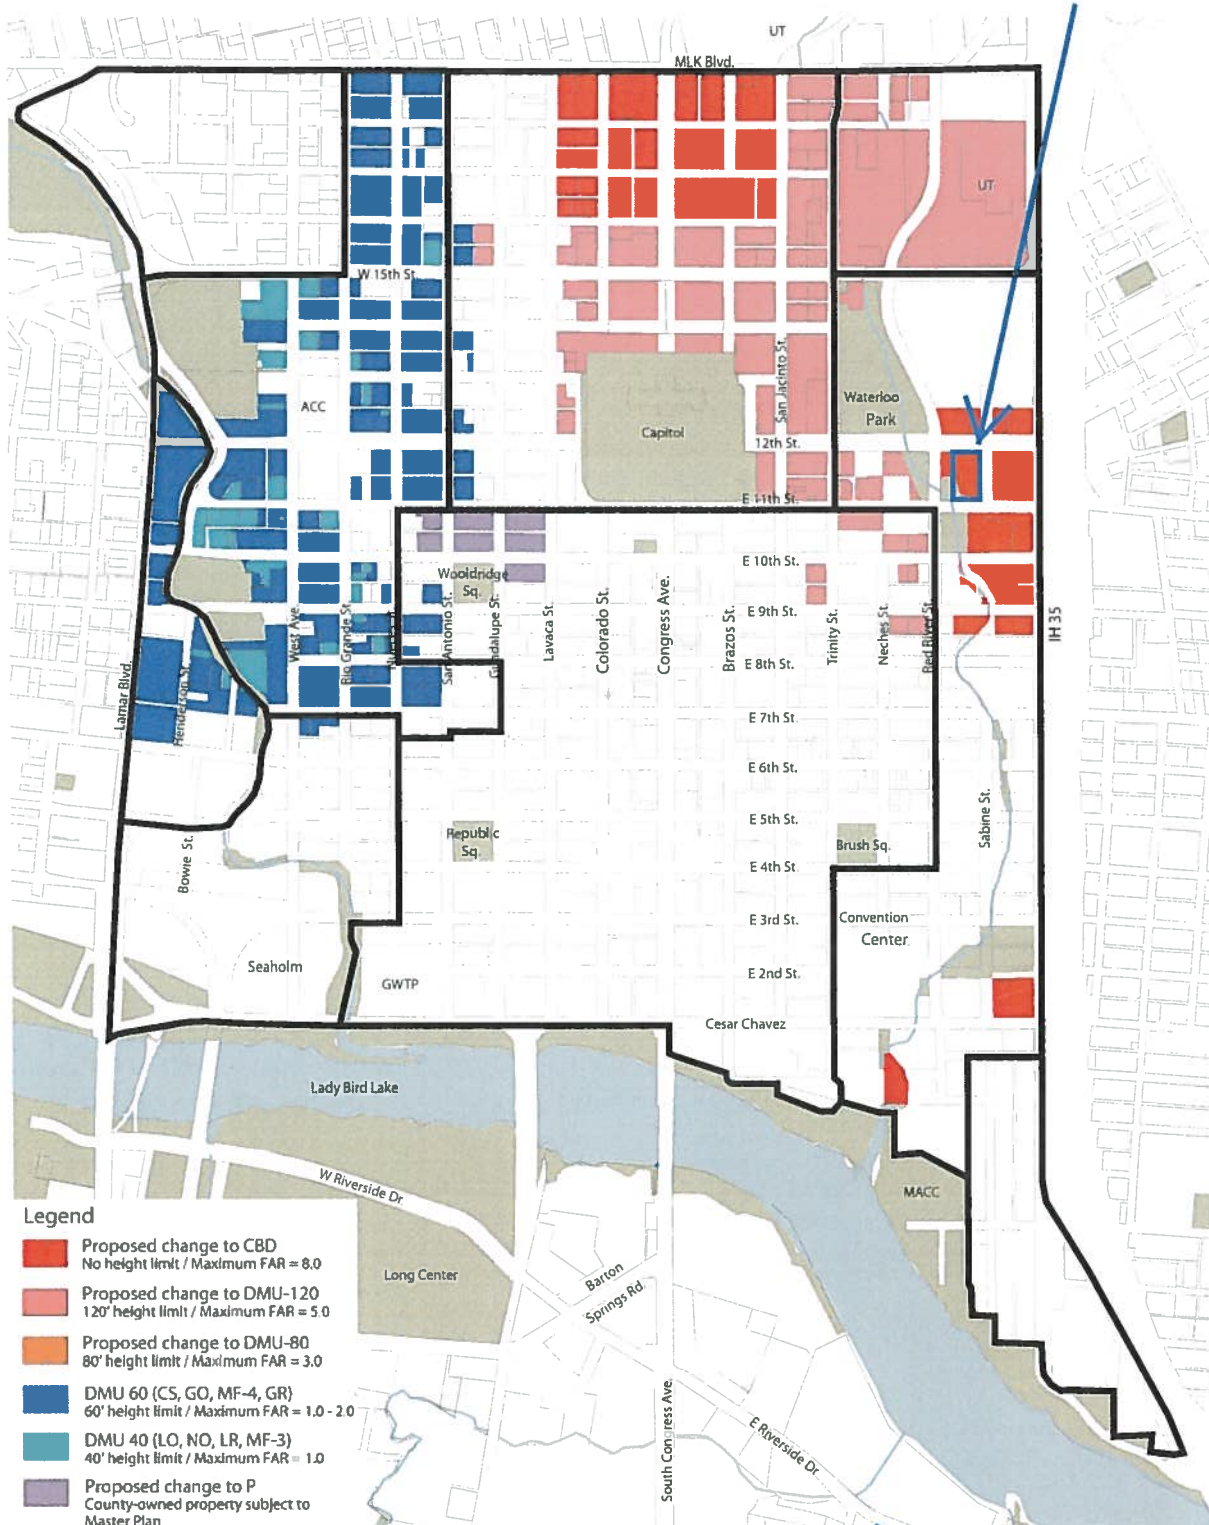 UT
MLK Blvd.
UT
W 15th St.
San Jacinto St.
Waterloo
Park
ACC
Capitol
12th St.
E 11th St.
E 10th St.
Wooldridge
Sq.
West Ave.
Rio Grande St.
San Antonio St.
Guadalupe St.
Lavaca St.
Colorado St.
Congress Ave.
Brazos St.
E 9th St.
Trinity St.
Neches St.
Red River St.
IH 35
E 8th St.
Lamar Blvd.
Henderson St.
E 7th St.
E 6th St.
E 5th St.
Sabine St.
Republic
Sq.
Brush Sq.
Bowie St.
E 4th St.
E 3rd St.
Convention
Center
Seaholm
GWTP
E 2nd St.
Cesar Chavez
Lady Bird Lake
W Riverside Dr.
MACC
Long Center
Barton
Springs Rd.
South Congress Ave.
E Riverside Dr.
Legend
Proposed change to CBD
No height limit / Maximum FAR = 8.0
Proposed change to DMU-120
120' height limit / Maximum FAR = 5.0
Proposed change to DMU-80
80' height limit / Maximum FAR = 3.0
DMU 60 (CS, GO, MF-4, GR)
60' height limit / Maximum FAR = 1.0 - 2.0
DMU 40 (LO, NO, LR, MF-3)
40' height limit / Maximum FAR = 1.0
Proposed change to P
County-owned property subject to
Master Plan